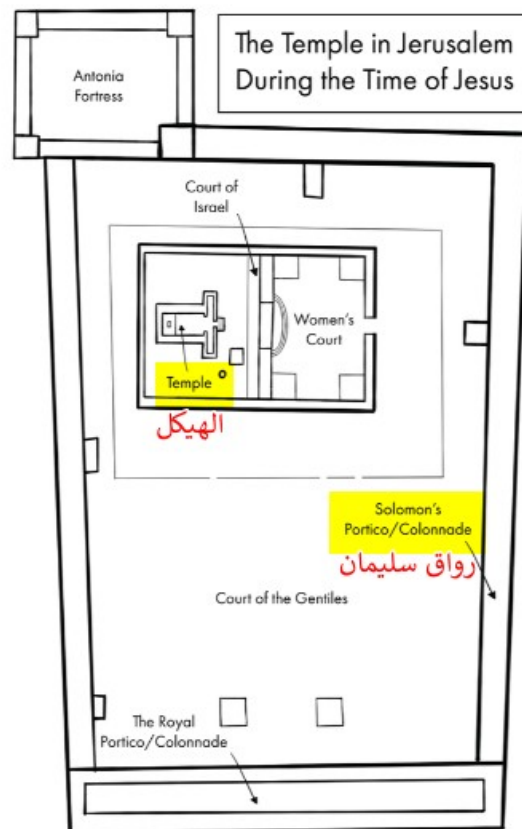 The Temple in Jerusalem
During the Time of Jesus
Antonia
Fortress
Court of
Israel
Women's
Court
Temple
الهيكل
Solomon's
Portico/Colonnade
رواق سليمان
Court of the Gentiles
The Royal
Portico/Colonnade